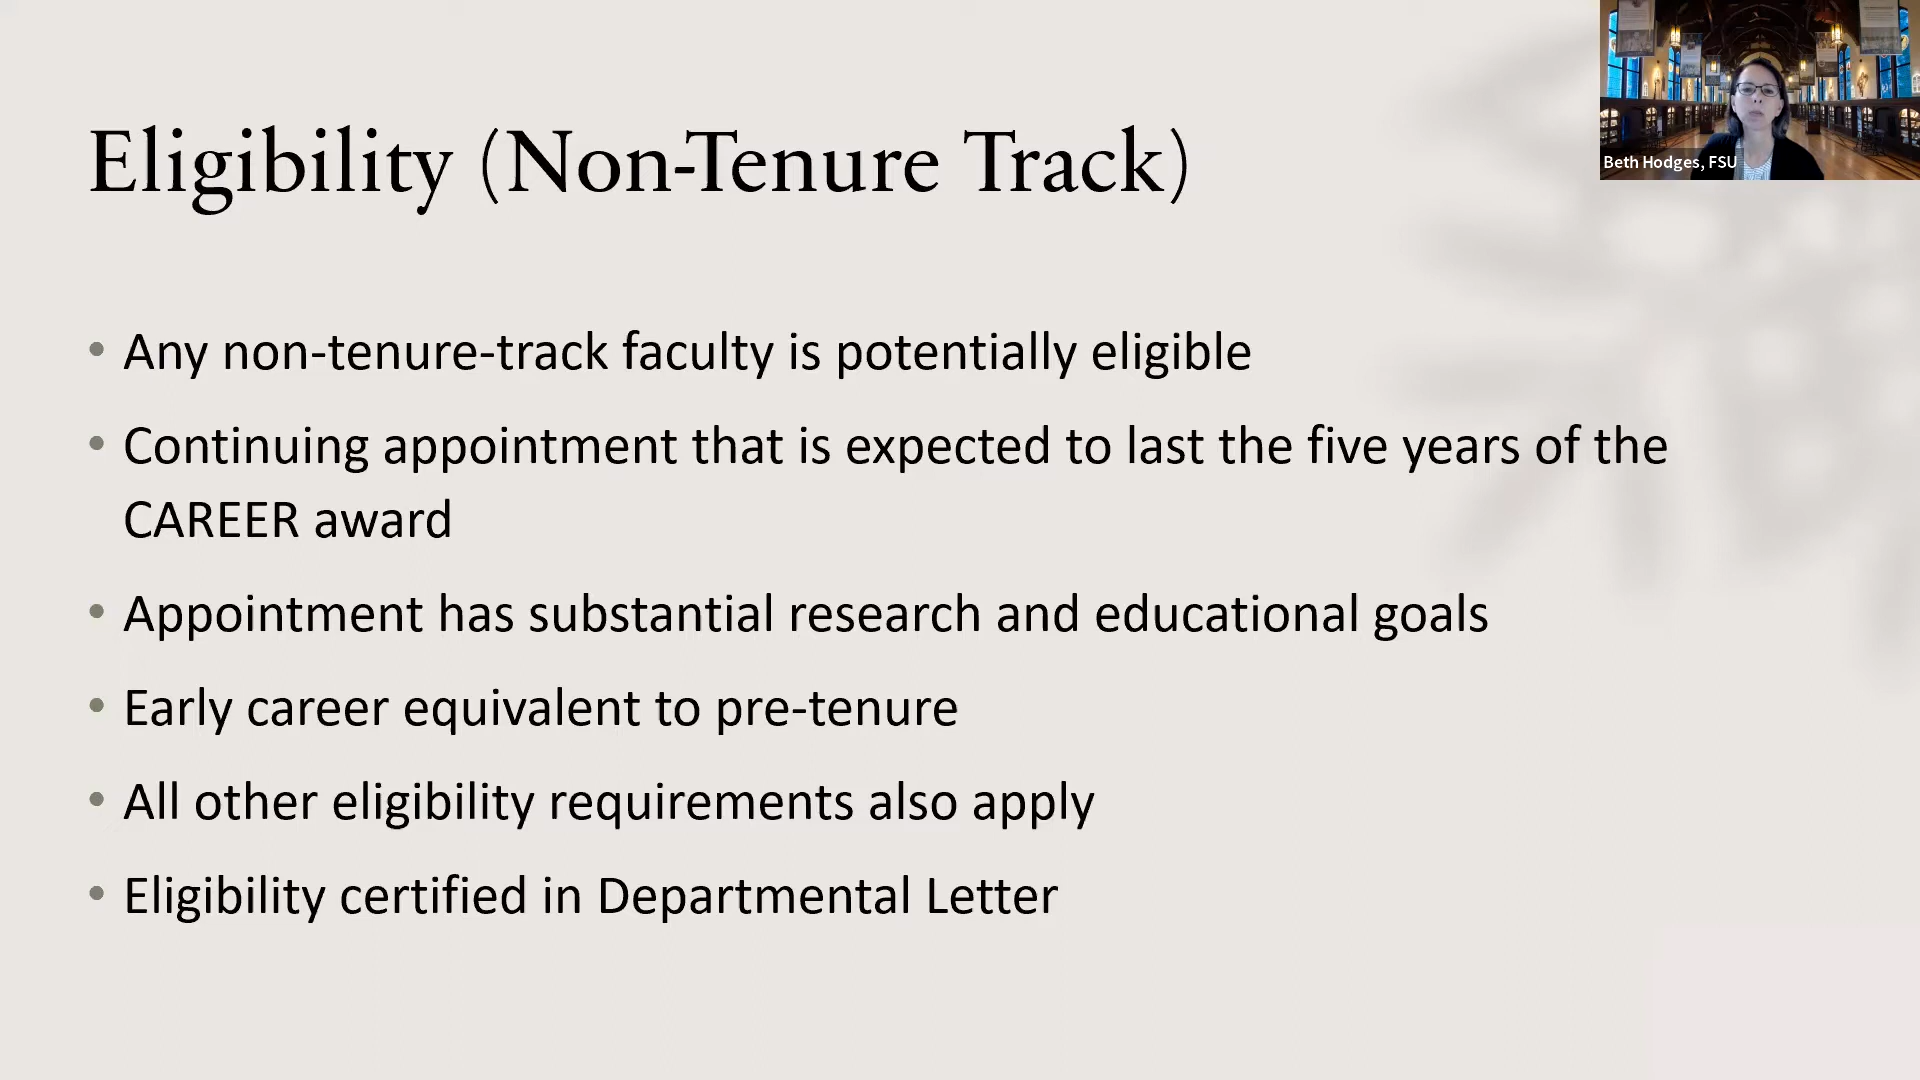 Eligibility (Non-Tenure Track)
Beth Hodges, FSU
• Any non-tenure-track faculty is potentially eligible
• Continuing appointment that is expected to last the five years of the
CAREER award
• Appointment has substantial research and educational goals
• Early career equivalent to pre-tenure
• All other eligibility requirements also apply
• Eligibility certified in Departmental Letter